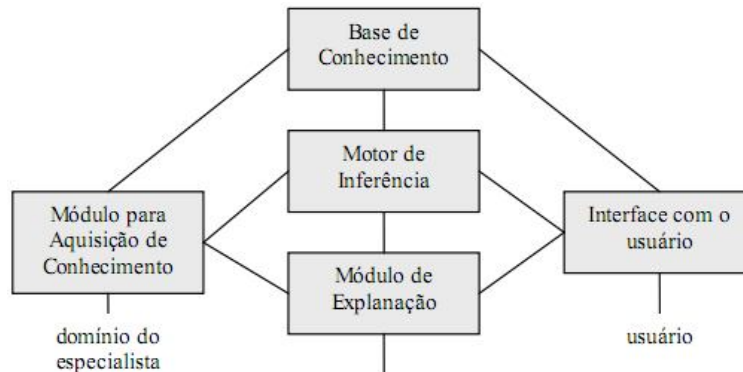 Base de
Conhecimento
Motor de
Inferência
Módulo para
Aquisição de
Conhecimento
Interface com o
usuário
Módulo de
Explanação
domínio do
especialista
usuário